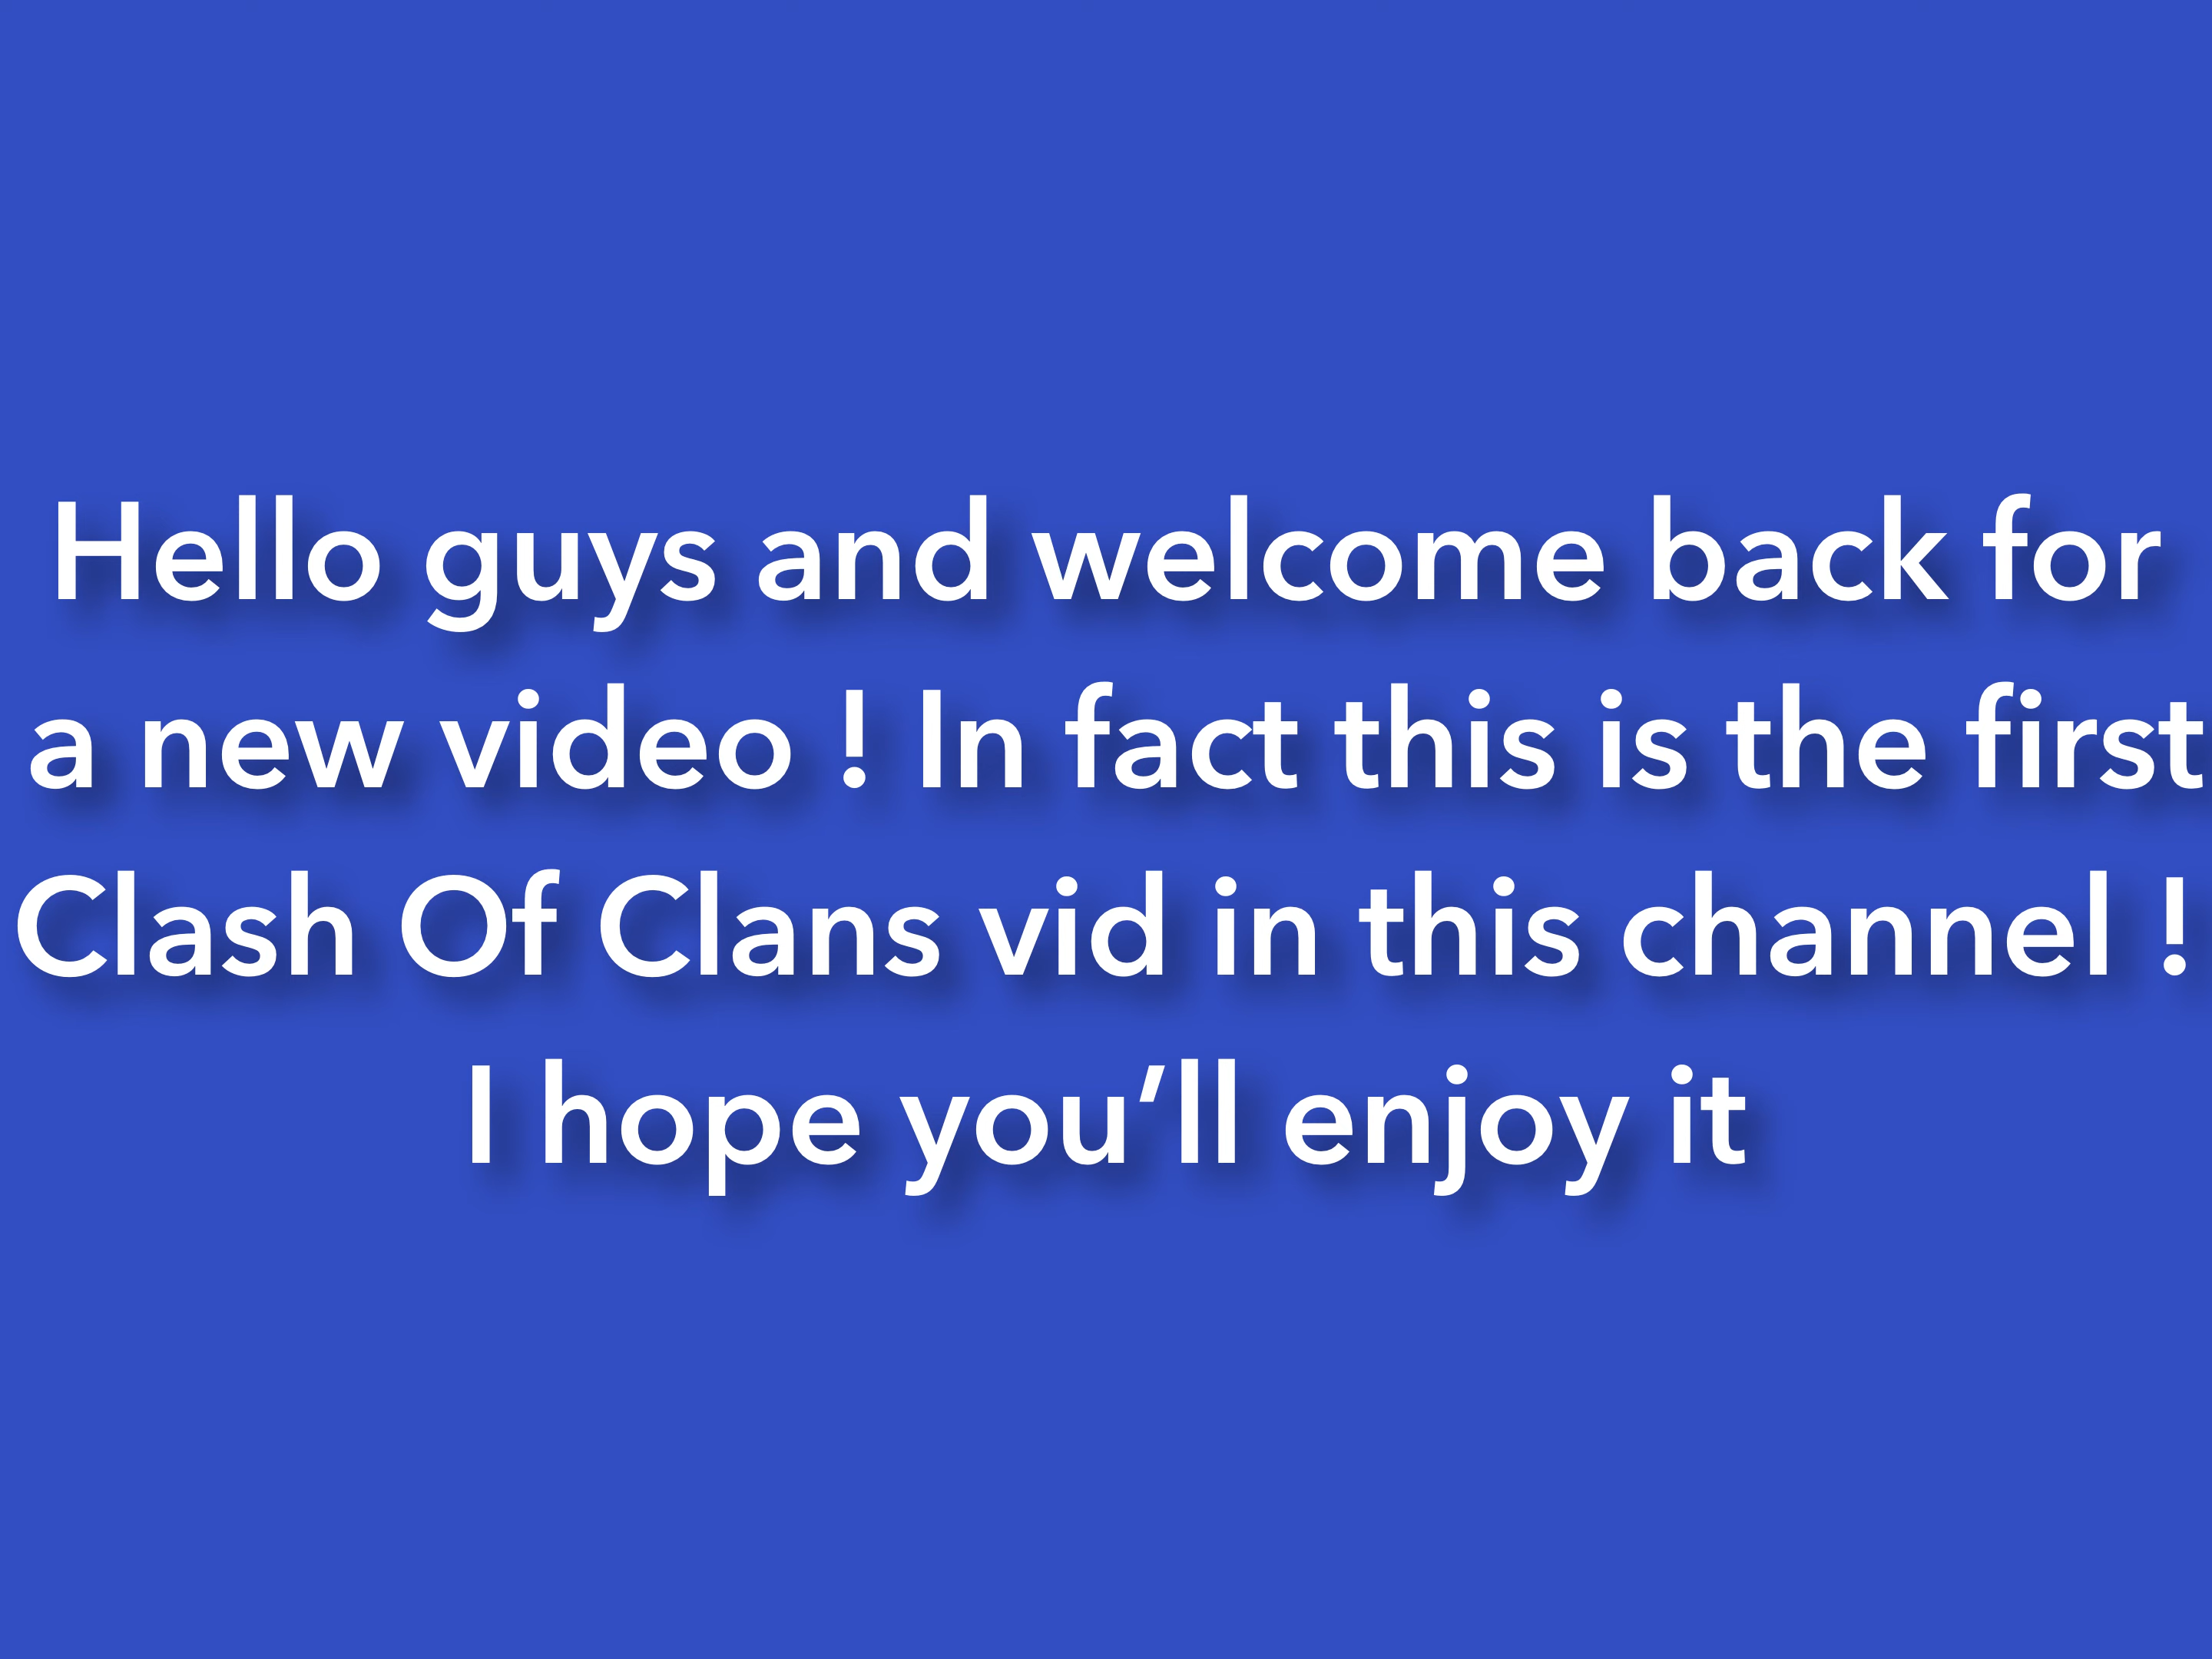 Hello guys and welcome back for
a new video ! In fact this is the first
Clash Of Clans vid in this channel !
I hope you’ll enjoy it